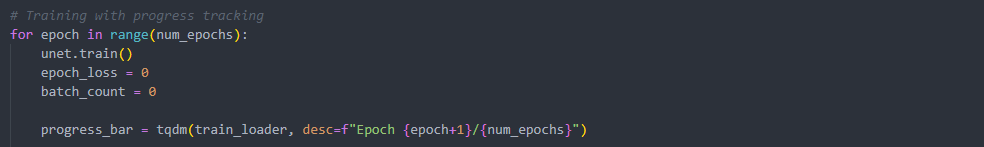 # Training with progress tracking
for epoch in range(num_epochs):
    unet.train()
    epoch_loss = 0
    batch_count = 0

    progress_bar = tqdm(train_loader, desc=f"Epoch {epoch+1}/{num_epochs}")